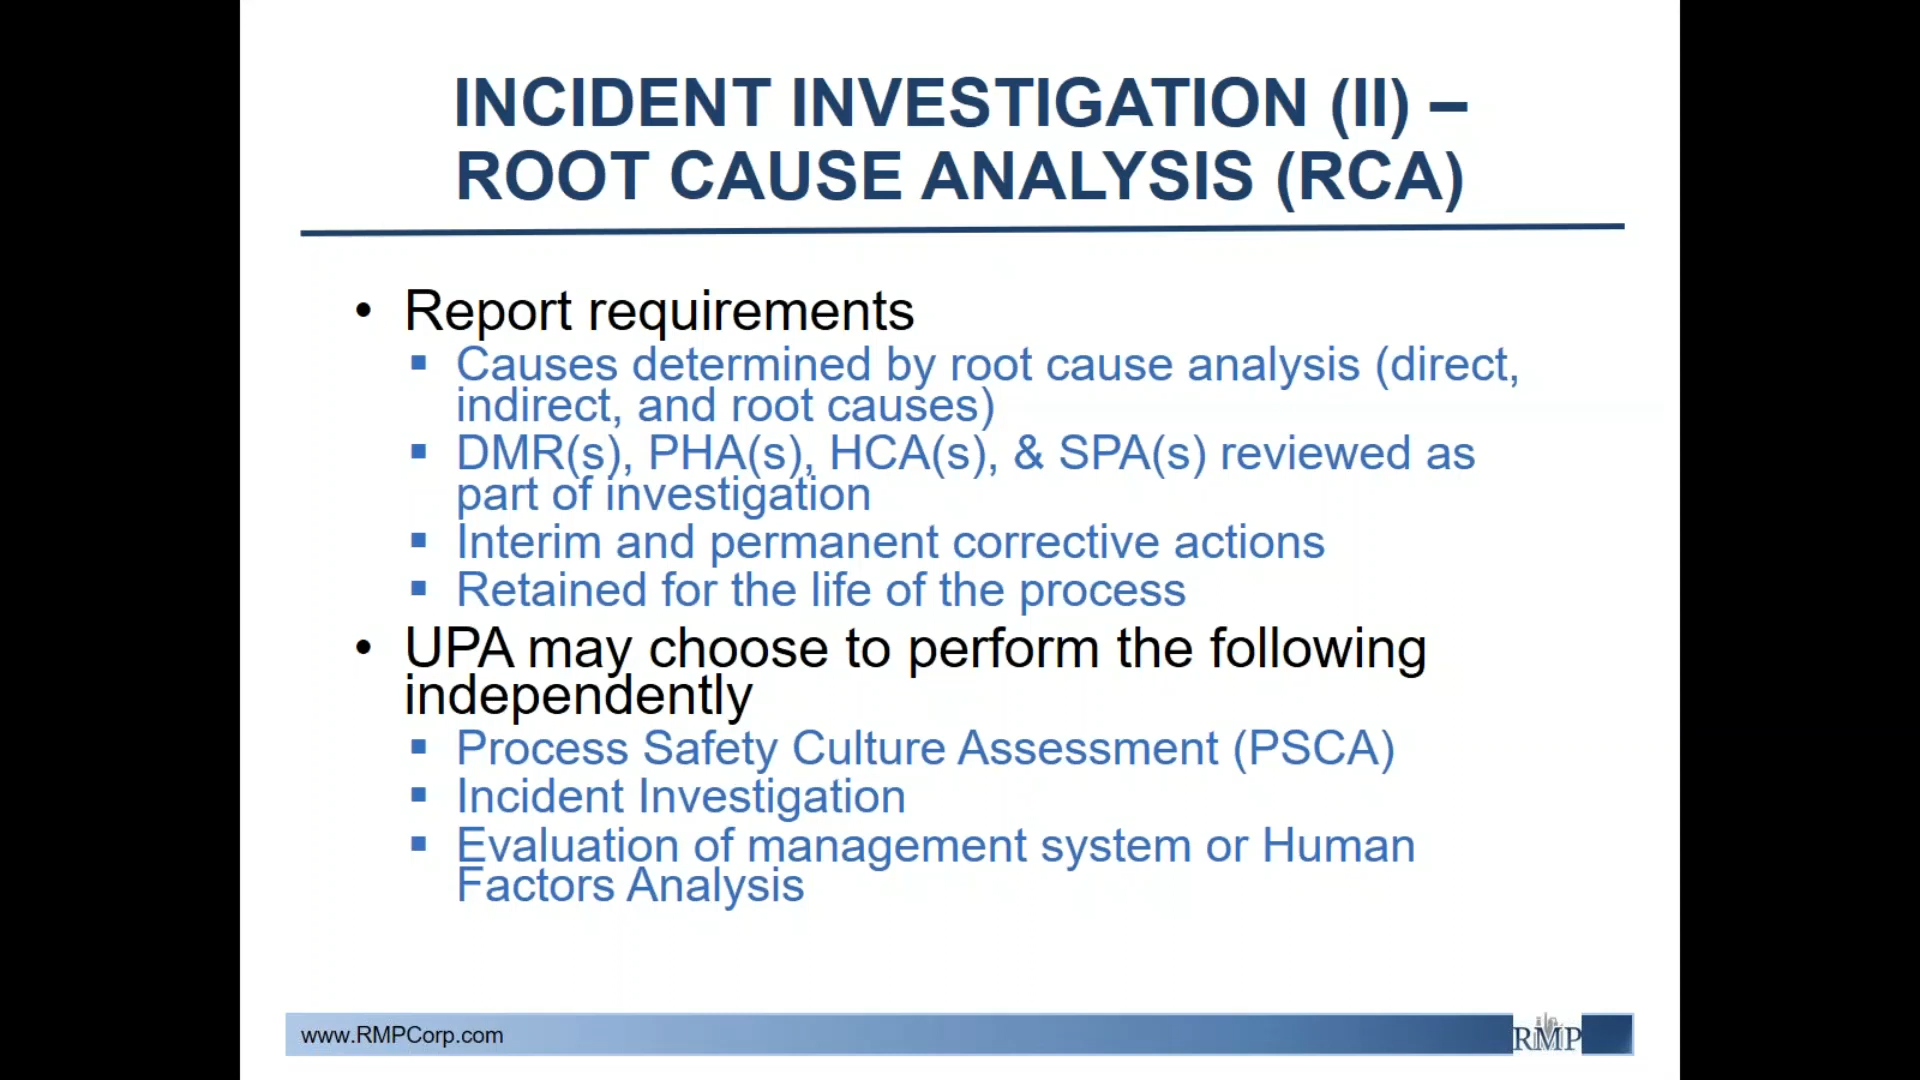 INCIDENT INVESTIGATION (II) –
ROOT CAUSE ANALYSIS (RCA)
• Report requirements
▪ Causes determined by root cause analysis (direct,
indirect, and root causes)
▪ DMR(s), PHA(s), HCA(s), & SPA(s) reviewed as
part of investigation
▪ Interim and permanent corrective actions
▪ Retained for the life of the process
• UPA may choose to perform the following
independently
▪ Process Safety Culture Assessment (PSCA)
▪ Incident Investigation
▪ Evaluation of management system or Human
Factors Analysis
www.RMPCorp.com
RMP